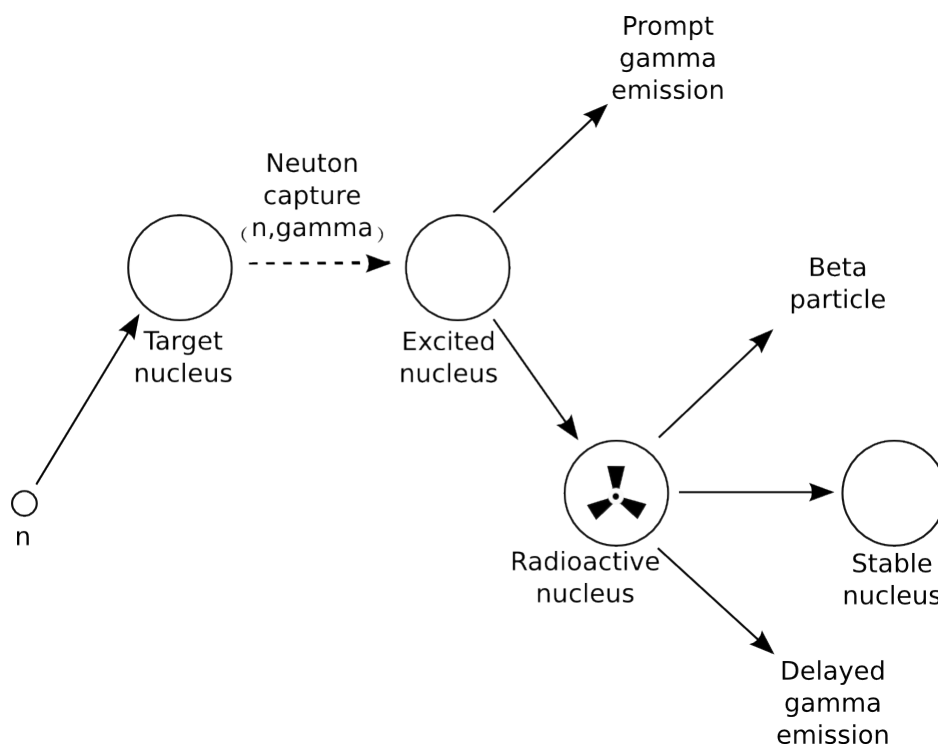 Prompt
gamma
emission
Neuton
capture
(n,gamma)
Target
nucleus
Excited
nucleus
Beta
particle
n
Radioactive
nucleus
Stable
nucleus
Delayed
gamma
emission